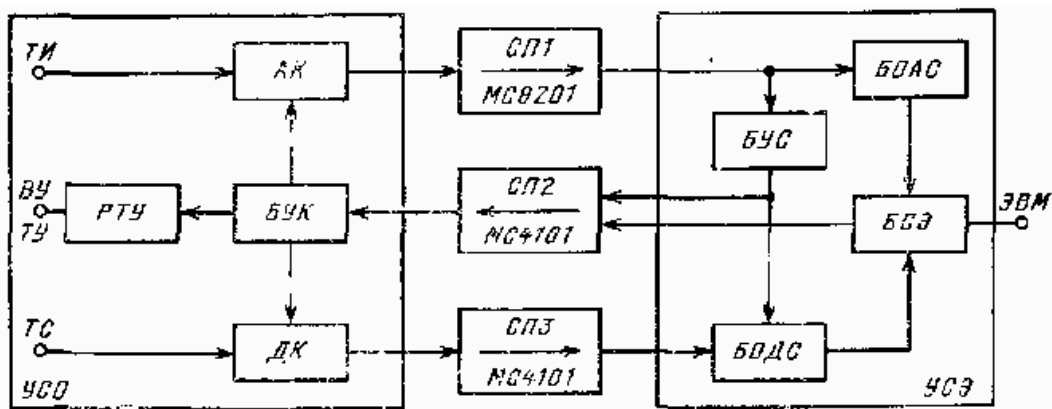 ТИ
АК
СП1
МС8201
БОАС
БУС
ВУ
ТУ
РТУ
БУК
СП2
МС4101
БСЭ
ЭВМ
ТС
ДК
СП3
МС4101
БОДС
УСО
УСЭ